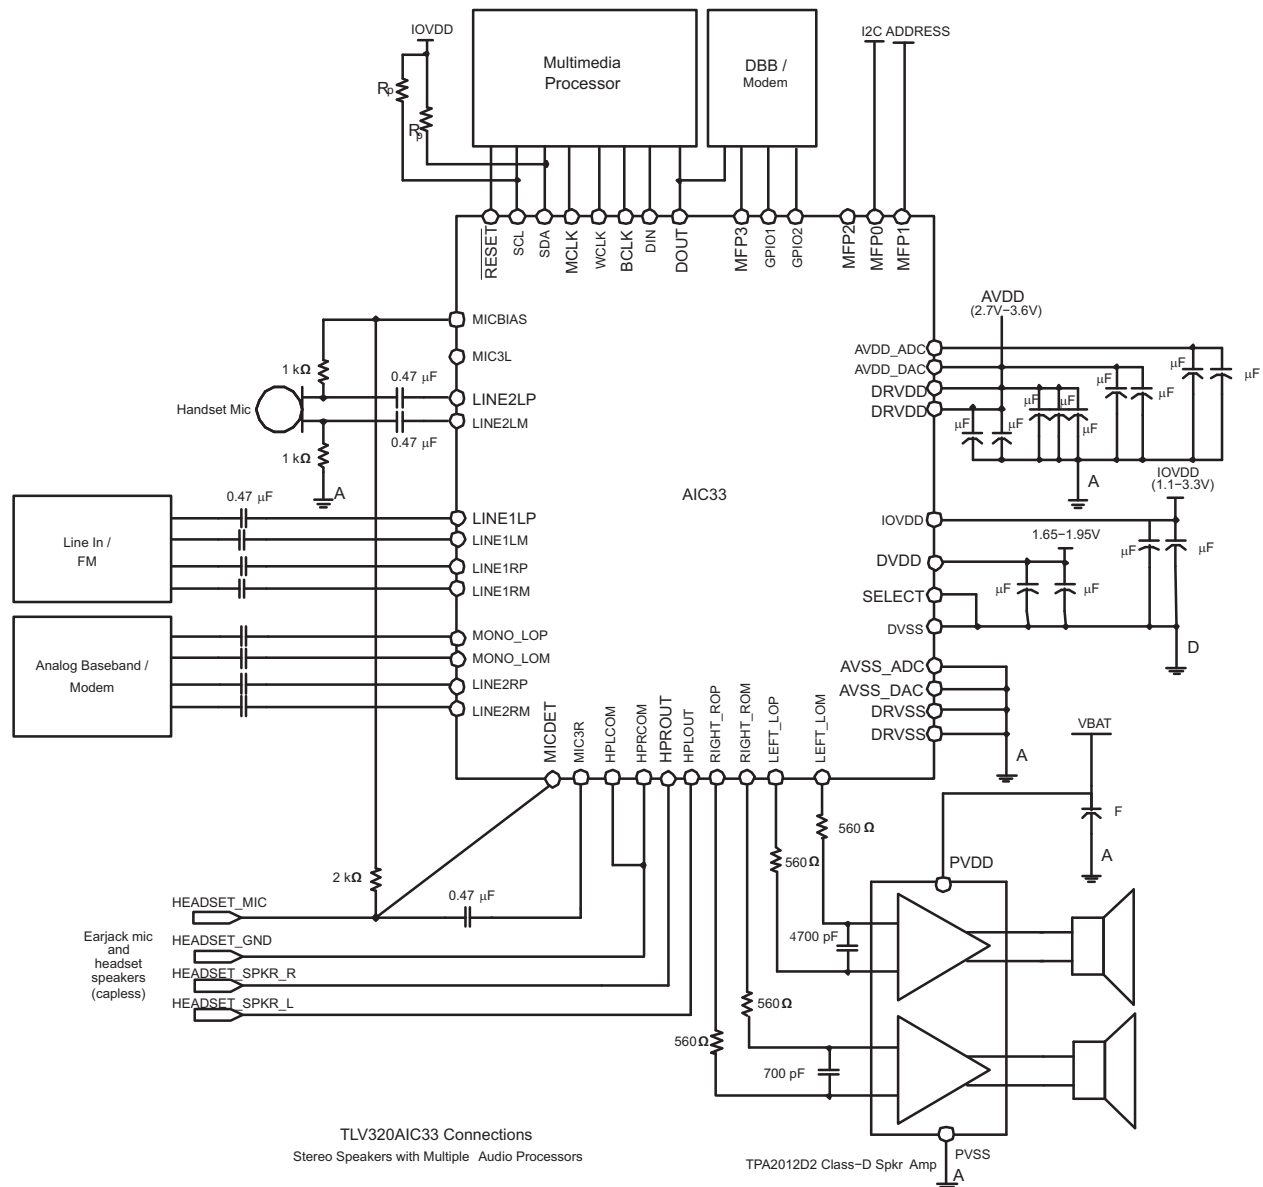 IOVDD
I2C ADDRESS
Multimedia
Processor
DBB /
Modem
Rp
Rp
RESET
SCL
SDA
MCLK
WCLK
BCLK
DIN
DOUT
MFP3
GPIO1
GPIO2
MFP2
MFP0
MFP1
MICBIAS
MIC3L
LINE2LP
LINE2LM
1 kΩ
0.47 µF
Handset Mic
0.47 µF
1 kΩ
A
AVDD
(2.7V−3.6V)
AVDD_ADC
AVDD_DAC
DRVDD
DRVDD
µF
µF
µF
µF
µF
µF
µF
µF
µF
A
AIC33
0.47 µF
Line In /
FM
LINE1LP
LINE1LM
LINE1RP
LINE1RM
Analog Baseband /
Modem
MONO_LOP
MONO_LOM
LINE2RP
LINE2RM
IOVDD
(1.1−3.3V)
IOVDD
1.65−1.95V
DVDD
µF
µF
µF
µF
SELECT
DVSS
D
AVSS_ADC
AVSS_DAC
DRVSS
DRVSS
A
MICDET
MIC3R
HPLCOM
HPRCOM
HPROUT
HPLOUT
RIGHT_ROP
RIGHT_ROM
LEFT_LOP
LEFT_LOM
VBAT
F
A
560 Ω
560Ω
PVDD
2 kΩ
0.47 µF
HEADSET_MIC
HEADSET_GND
HEADSET_SPKR_R
HEADSET_SPKR_L
Earjack mic
and
headset
speakers
(capless)
4700 pF
560Ω
560Ω
700 pF
TLV320AIC33 Connections
Stereo Speakers with Multiple Audio Processors
TPA2012D2 Class−D Spkr Amp
PVSS
A